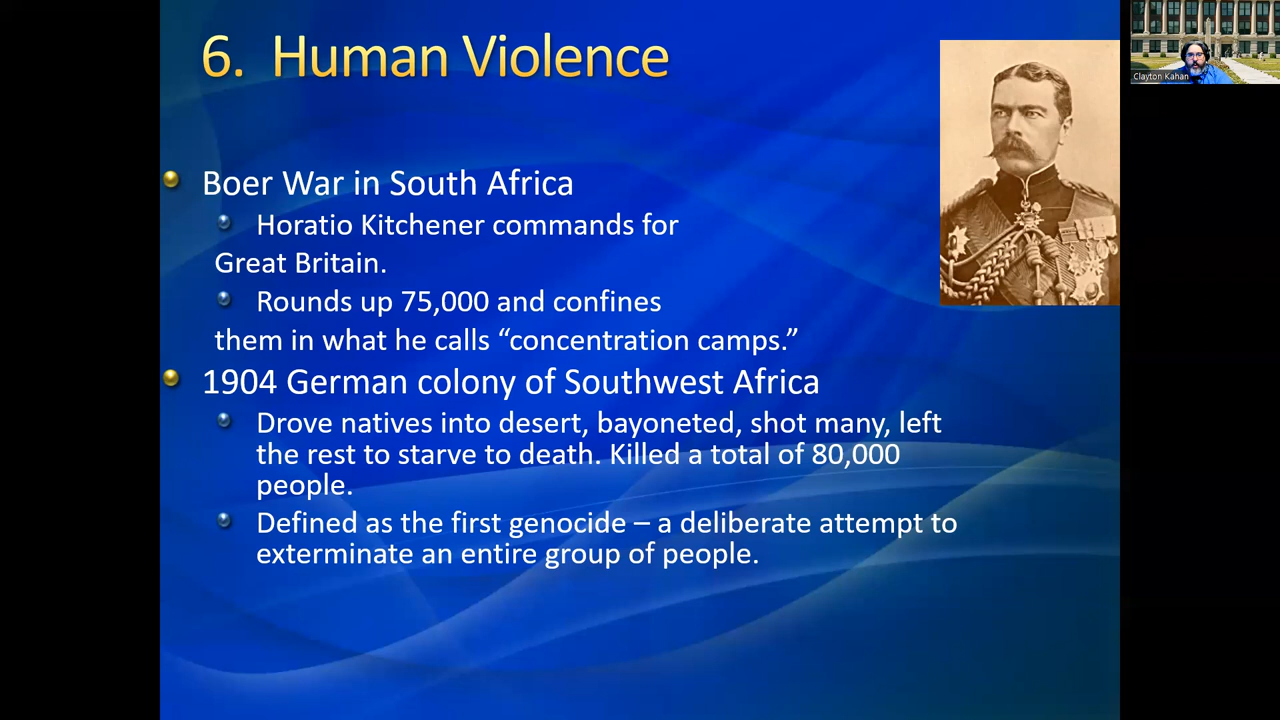 6. Human Violence
Clayton Kahan
Boer War in South Africa
Horatio Kitchener commands for
Great Britain.
Rounds up 75,000 and confines
them in what he calls “concentration camps.”
1904 German colony of Southwest Africa
Drove natives into desert, bayoneted, shot many, left
the rest to starve to death. Killed a total of 80,000
people.
Defined as the first genocide – a deliberate attempt to
exterminate an entire group of people.